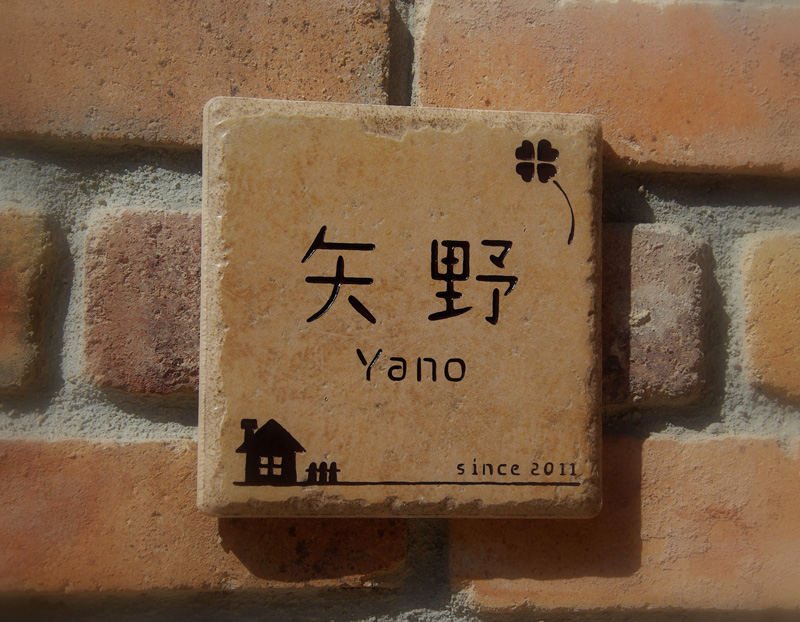 矢野
Yano
since 2011